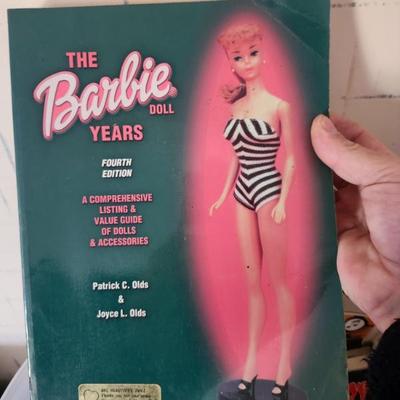 THE
Barbie DOLL
YEARS
FOURTH
EDITION
A COMPREHENSIVE
LISTING &
VALUE GUIDE
OF DOLLS
& ACCESSORIES
Patrick C. Olds
&
Joyce L. Olds